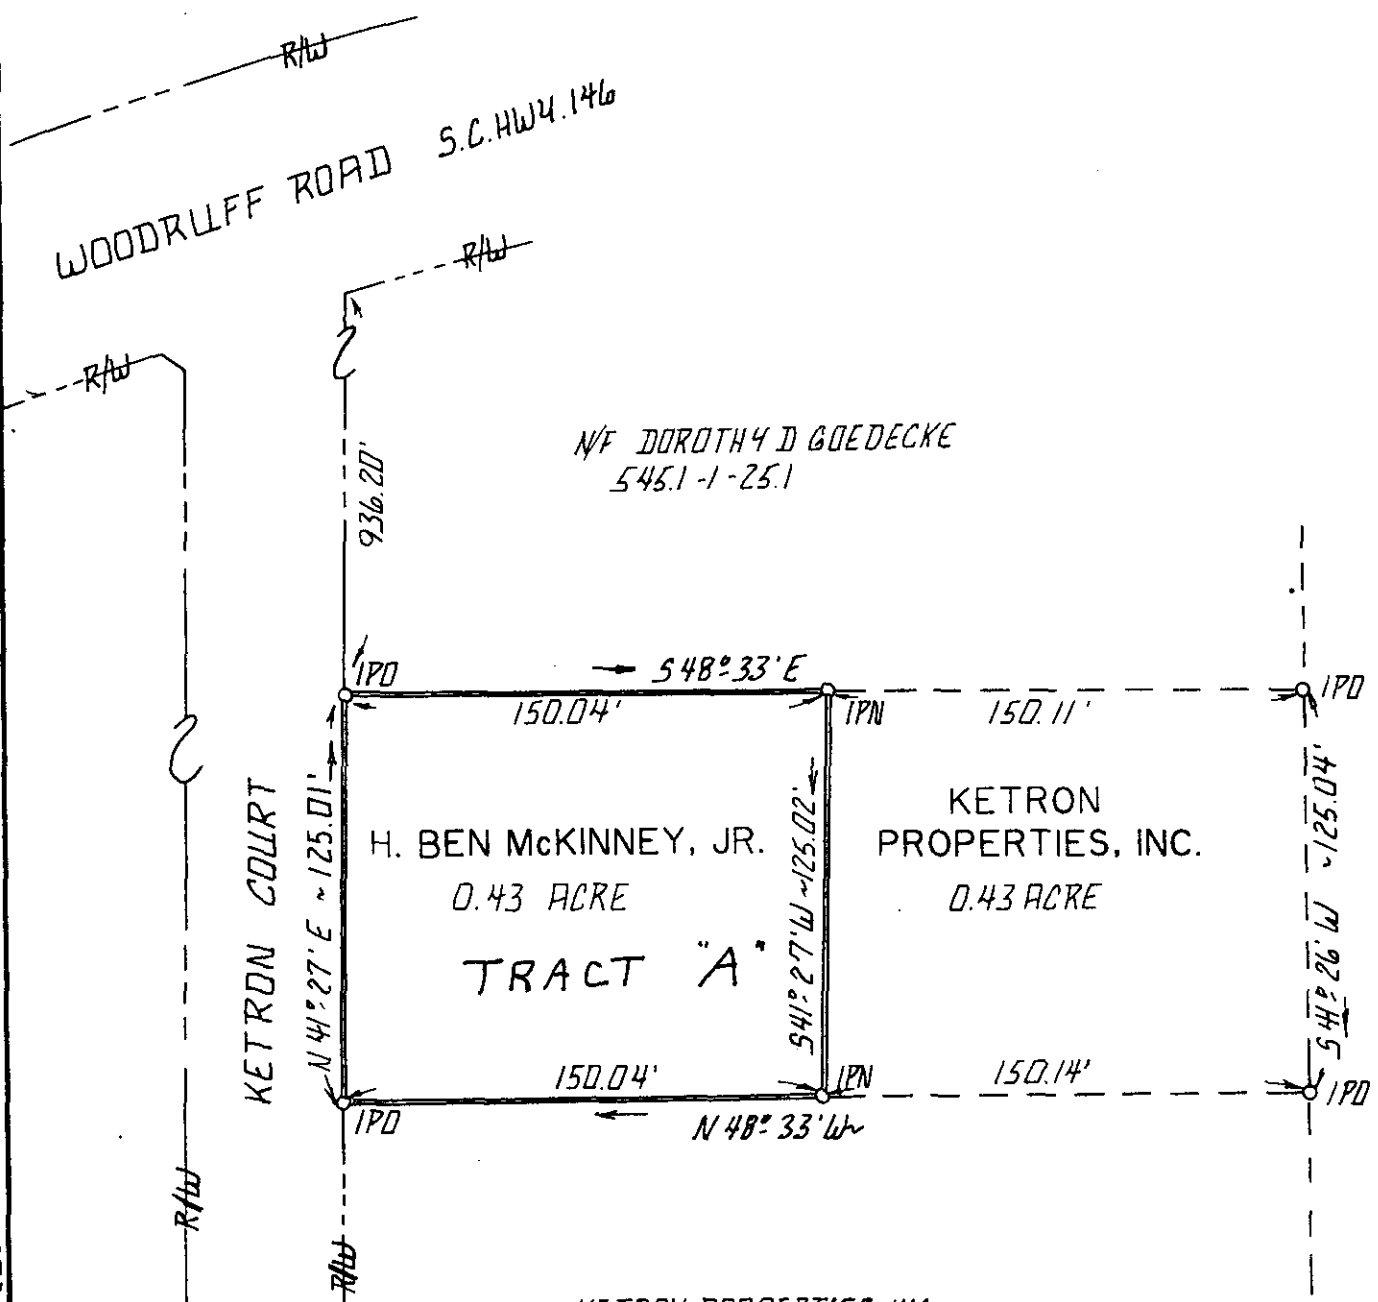 R/W
WOODRUFF ROAD S.C.HWY.146
R/W
R/W
936.20'
N/F DOROTHY D GOEDECKE
545.1-1-25.1
IPO
S 48° 33' E
150.04'
IPN
150.11'
IPO
KETRON COURT
N 41° 27' E ~ 125.01'
H. BEN McKINNEY, JR.
0.43 ACRE
TRACT "A"
S 41° 27' W ~ 125.02'
KETRON
PROPERTIES, INC.
0.43 ACRE
S 41° 26' W ~ 125.04'
150.04'
IPN
150.14'
IPO
IPO
N 48° 33' W~
R/W
R/W
KETRON PROPERTIES